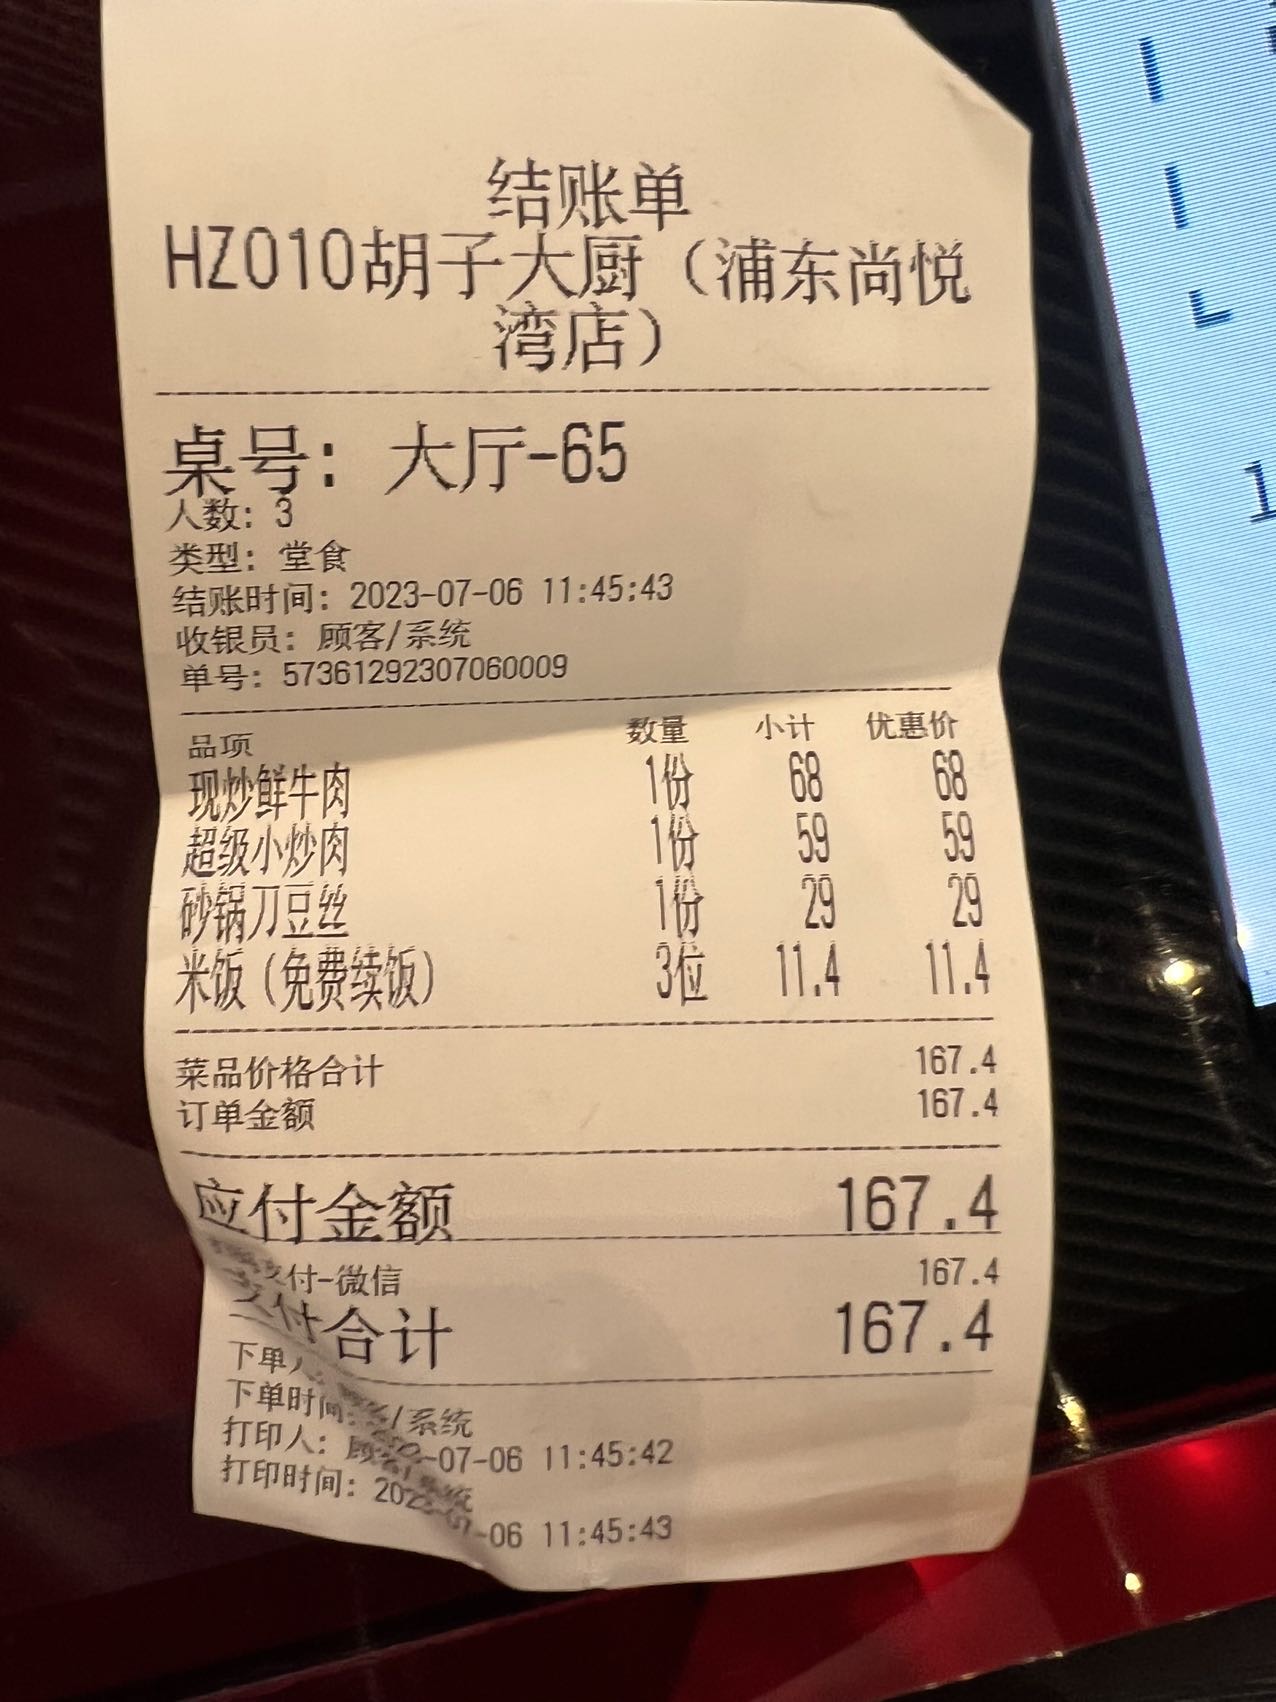 结账单
HZ010胡子大厨（浦东尚悦
湾店）
桌号：大厅-65
人数：3
类型：堂食
结账时间：2023-07-06 11:45:43
收银员：顾客/系统
单号：57361292307060009
品项 数量 小计 优惠价
现炒鲜牛肉 1份 68 68
超级小炒肉 1份 59 59
砂锅刀豆丝 1份 29 29
米饭（免费续饭） 3位 11.4 11.4
菜品价格合计 167.4
订单金额 167.4
应付金额 167.4
付-微信 167.4
付合计 167.4
下单人：/系统
下单时间：-07-06 11:45:42
打印人：
打印时间：-06 11:45:43